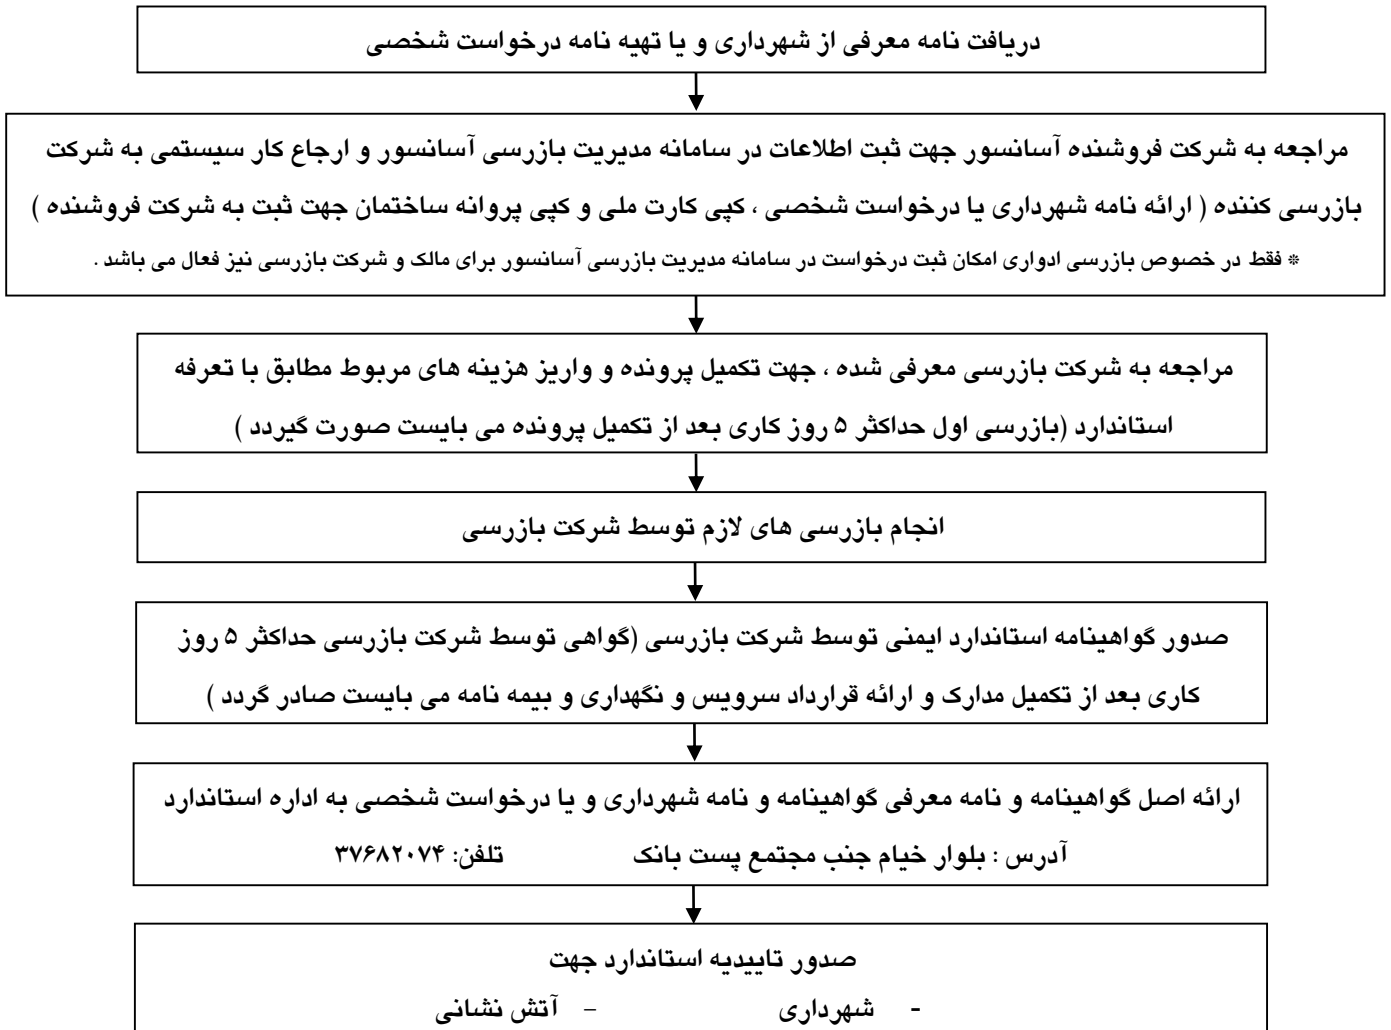 دریافت نامه معرفی از شهرداری و یا تهیه نامه درخواست شخصی
مراجعه به شرکت فروشنده آسانسور جهت ثبت اطلاعات در سامانه مدیریت بازرسی آسانسور و ارجاع کار سیستمی به شرکت
بازرسی کننده ( ارائه نامه شهرداری یا درخواست شخصی ، کپی کارت ملی و کپی پروانه ساختمان جهت ثبت به شرکت فروشنده )
* فقط در خصوص بازرسی ادواری امکان ثبت درخواست در سامانه مدیریت بازرسی آسانسور برای مالک و شرکت بازرسی نیز فعال می باشد .
مراجعه به شرکت بازرسی معرفی شده ، جهت تکمیل پرونده و واریز هزینه های مربوط مطابق با تعرفه
استاندارد (بازرسی اول حداکثر ۵ روز کاری بعد از تکمیل پرونده می بایست صورت گیردد )
انجام بازرسی های لازم توسط شرکت بازرسی
صدور گواهینامه استاندارد ایمنی توسط شرکت بازرسی (گواهی توسط شرکت بازرسی حداکثر ۵ روز
کاری بعد از تکمیل مدارک و ارائه قرارداد سرویس و نگهداری و بیمه نامه می بایست صادر گردد )
ارائه اصل گواهینامه و نامه معرفی گواهینامه و نامه شهرداری و یا درخواست شخصی به اداره استاندارد
آدرس : بلوار خیام جنب مجتمع پست بانک تلفن: ۳۷۶۸۲۰۷۴
صدور تاییدیه استاندارد جهت
- شهرداری – آتش نشانی